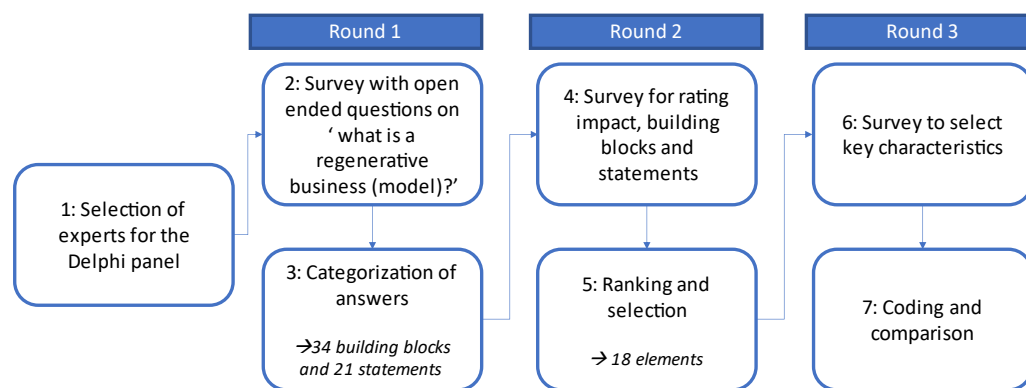 Round 1
Round 2
Round 3
1: Selection of
experts for the
Delphi panel
2: Survey with open
ended questions on
‘ what is a
regenerative
business (model)?’
3: Categorization of
answers
→34 building blocks
and 21 statements
4: Survey for rating
impact, building
blocks and
statements
5: Ranking and
selection
→ 18 elements
6: Survey to select
key characteristics
7: Coding and
comparison